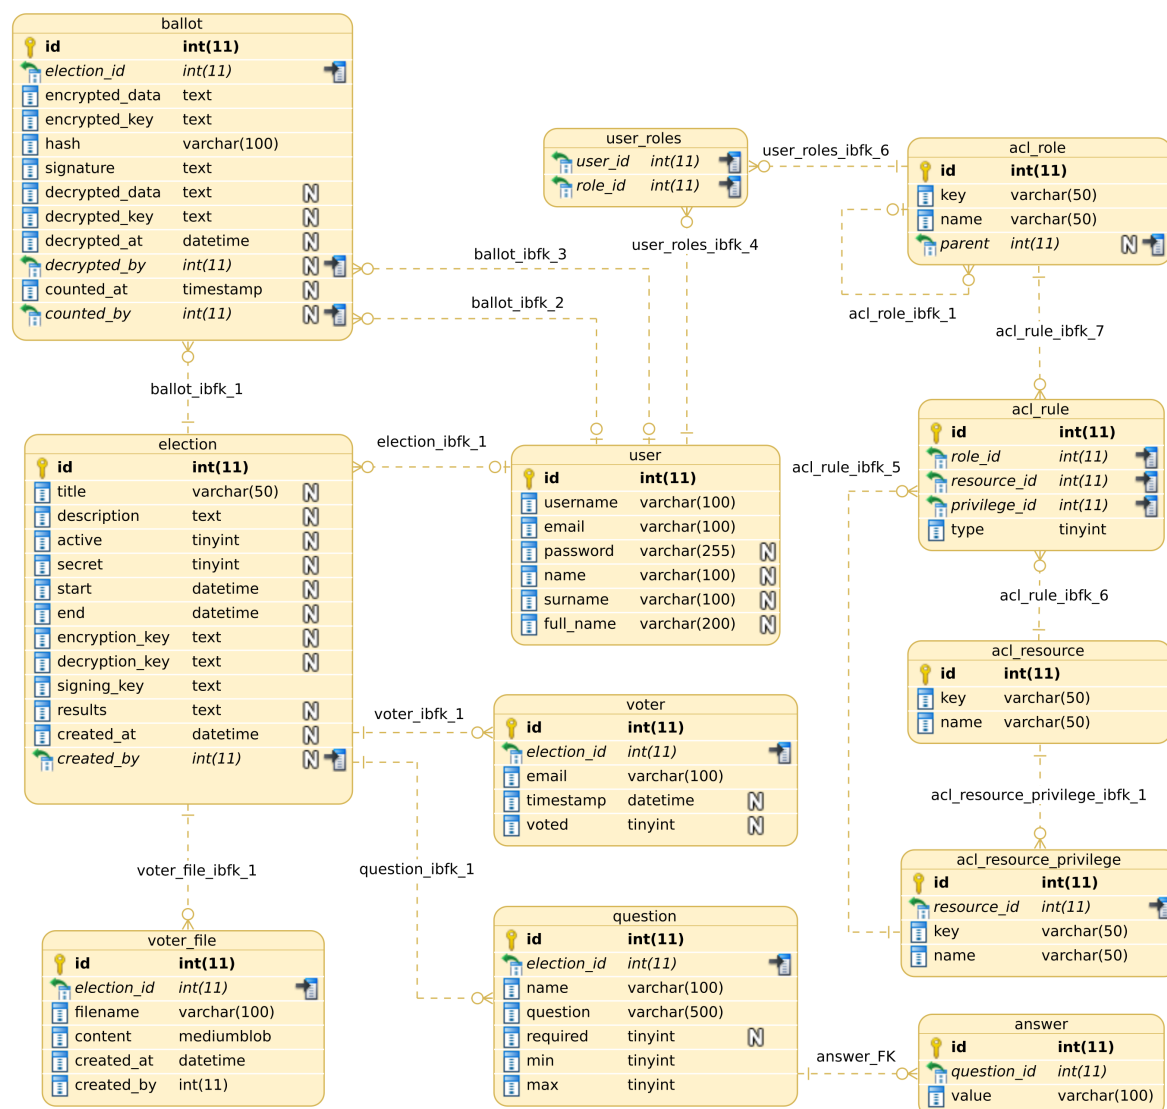 ballot
id int(11)
election_id int(11)
encrypted_data text
encrypted_key text
hash varchar(100)
signature text
decrypted_data text N
decrypted_key text N
decrypted_at datetime N
decrypted_by int(11) N
counted_at timestamp N
counted_by int(11) N
user_roles
user_id int(11)
role_id int(11)
user_roles_ibfk_6
acl_role
id int(11)
key varchar(50)
name varchar(50)
parent int(11) N
user_roles_ibfk_4
ballot_ibfk_3
ballot_ibfk_2
acl_role_ibfk_1
acl_rule_ibfk_7
ballot_ibfk_1
election_ibfk_1
election
id int(11)
title varchar(50) N
description text N
active tinyint N
secret tinyint N
start datetime N
end datetime N
encryption_key text N
decryption_key text N
signing_key text
results text N
created_at datetime N
created_by int(11) N
user
id int(11)
username varchar(100)
email varchar(100)
password varchar(255) N
name varchar(100) N
surname varchar(100) N
full_name varchar(200) N
acl_rule_ibfk_5
acl_rule
id int(11)
role_id int(11)
resource_id int(11)
privilege_id int(11)
type tinyint
acl_rule_ibfk_6
acl_resource
id int(11)
key varchar(50)
name varchar(50)
voter_ibfk_1
voter
id int(11)
election_id int(11)
email varchar(100)
timestamp datetime N
voted tinyint N
acl_resource_privilege_ibfk_1
acl_resource_privilege
id int(11)
resource_id int(11)
key varchar(50)
name varchar(50)
voter_file_ibfk_1
question_ibfk_1
voter_file
id int(11)
election_id int(11)
filename varchar(100)
content mediumblob
created_at datetime
created_by int(11)
question
id int(11)
election_id int(11)
name varchar(100)
question varchar(500)
required tinyint N
min tinyint
max tinyint
answer_FK
answer
id int(11)
question_id int(11)
value varchar(100)